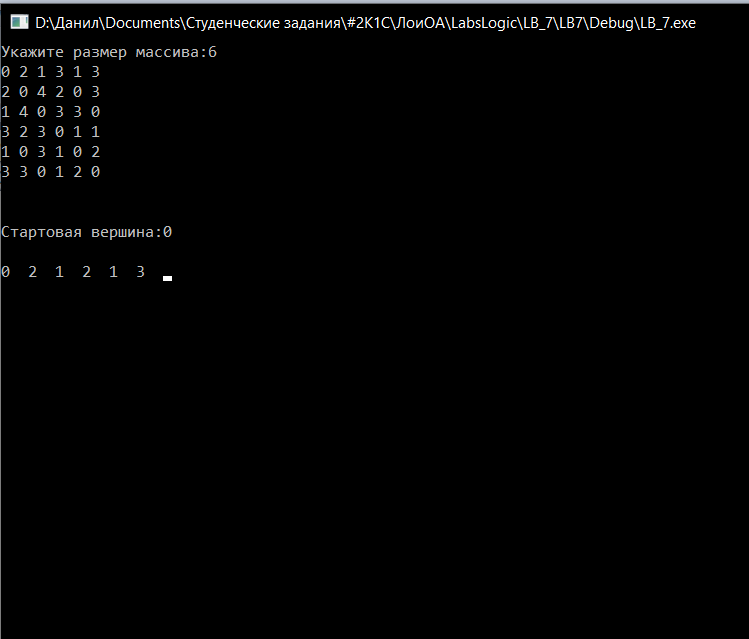 D:\Данил\Documents\Студенческие задания\#2K1C\ЛоиОА\LabsLogic\LB_7\LB7\Debug\LB_7.exe
Укажите размер массива:6
0 2 1 3 1 3
2 0 4 2 0 3
1 4 0 3 3 0
3 2 3 0 1 1
1 0 3 1 0 2
3 3 0 1 2 0
Стартовая вершина:0
0  2  1  2  1  3